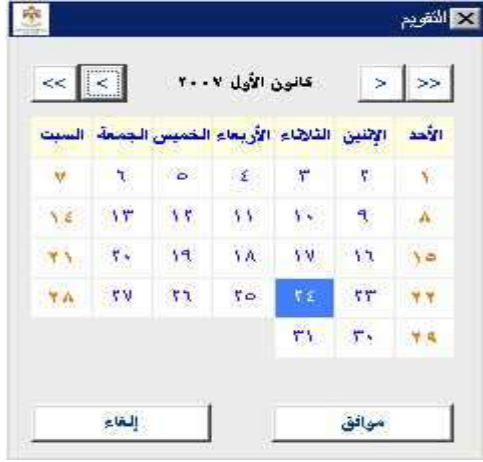 التقويم
<< < كانون الأول ٢٠٠٧ > >>
الأحد الإثنين الثلاثاء الأربعاء الخميس الجمعة السبت
١ ٢ ٣ ٤ ٥ ٦ ٧
٨ ٩ ١٠ ١١ ١٢ ١٣ ١٤
١٥ ١٦ ١٧ ١٨ ١٩ ٢٠ ٢١
٢٢ ٢٣ ٢٤ ٢٥ ٢٦ ٢٧ ٢٨
٢٩ ٣٠ ٣١
موافق إلغاء